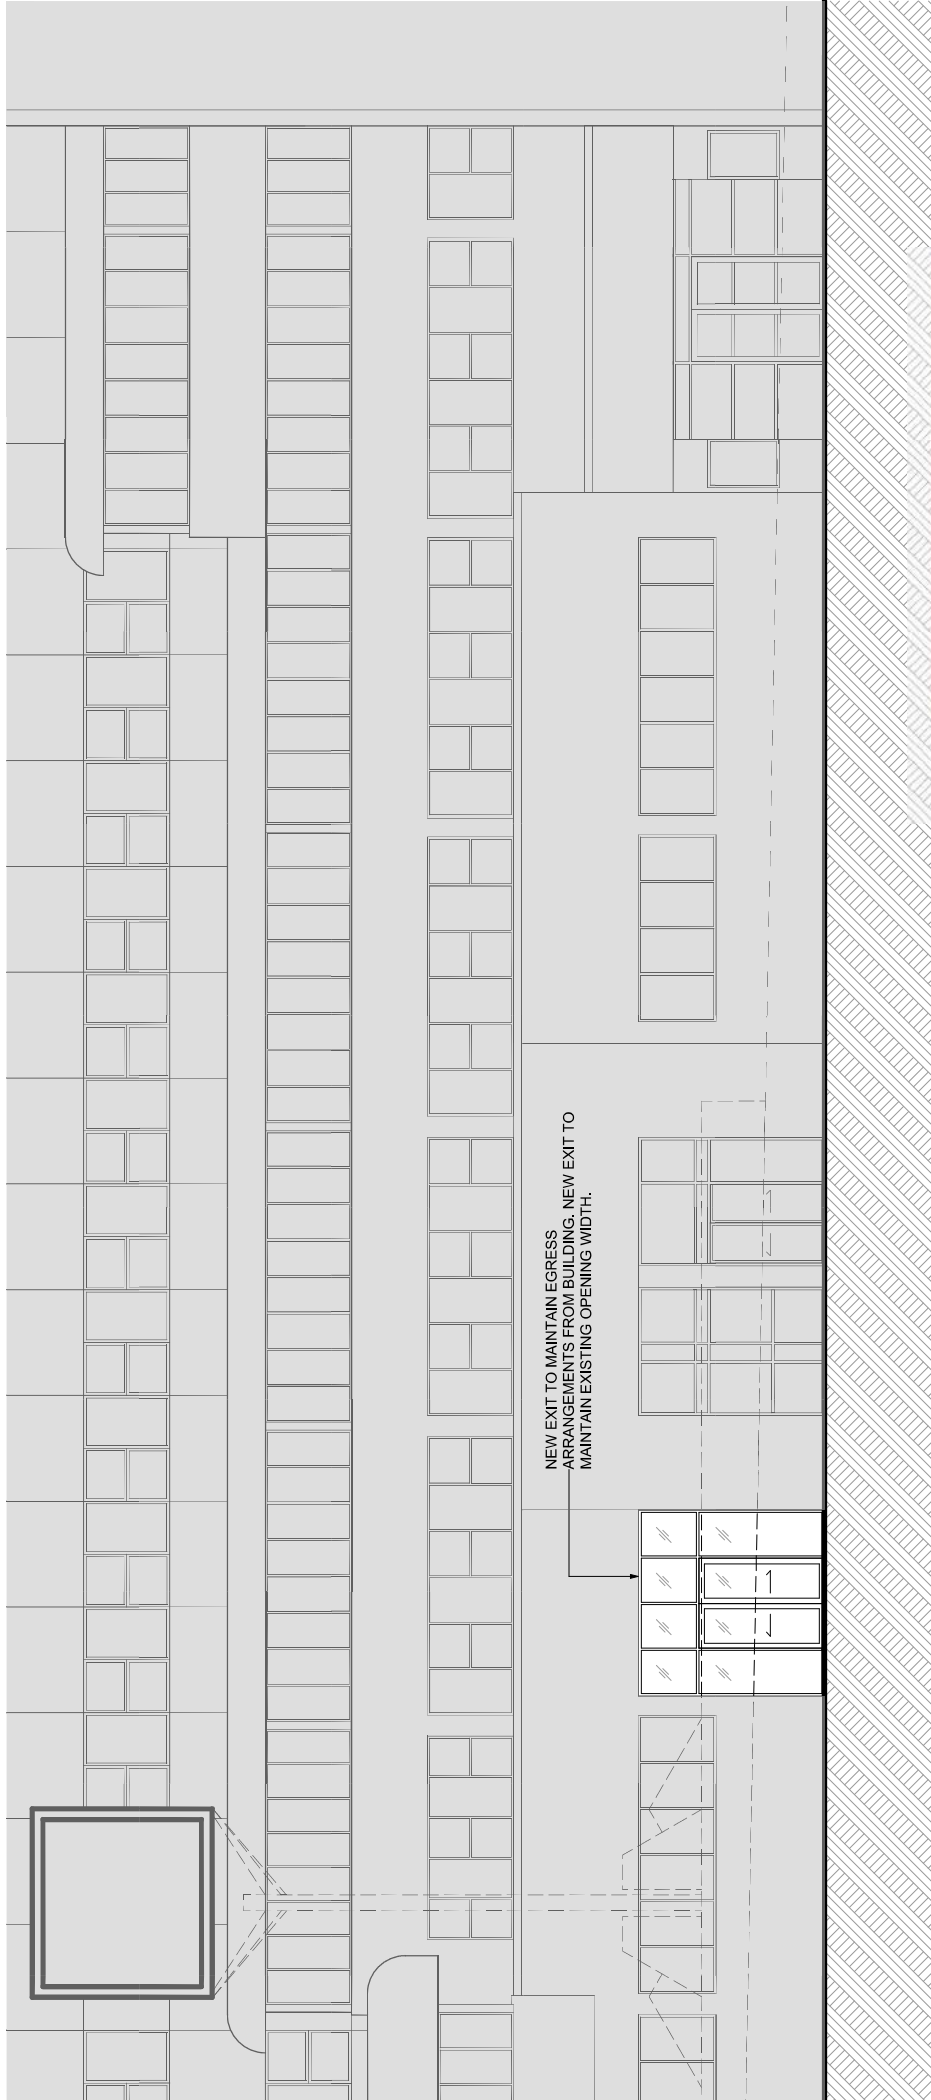 NEW EXIT TO MAINTAIN EGRESS
ARRANGEMENTS FROM BUILDING. NEW EXIT TO
MAINTAIN EXISTING OPENING WIDTH.